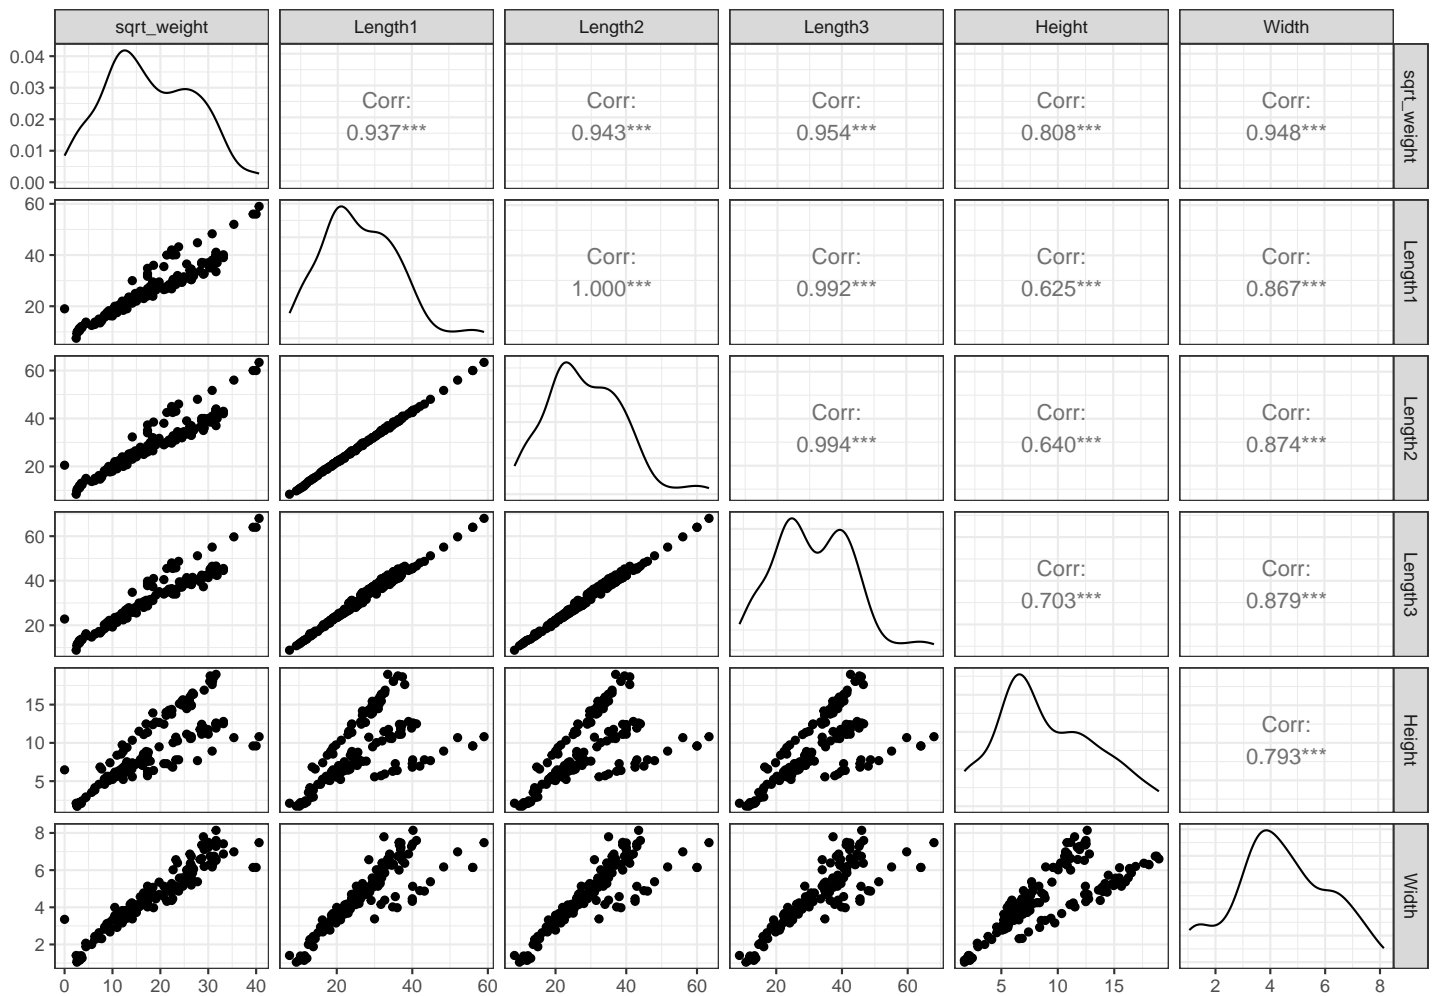 sqrt_weight Length1 Length2 Length3 Height Width
0.04
0.03
0.02
0.01
0.00
Corr:
0.937***
Corr:
0.943***
Corr:
0.954***
Corr:
0.808***
Corr:
0.948***
sqrt_weight
60
40
20
Corr:
1.000***
Corr:
0.992***
Corr:
0.625***
Corr:
0.867***
Length1
60
40
20
Corr:
0.994***
Corr:
0.640***
Corr:
0.874***
Length2
60
40
20
Corr:
0.703***
Corr:
0.879***
Length3
15
10
5
Corr:
0.793***
Height
8
6
4
2
Width
0 10 20 30 40 20 40 60 20 40 60 20 40 60 5 10 15 2 4 6 8